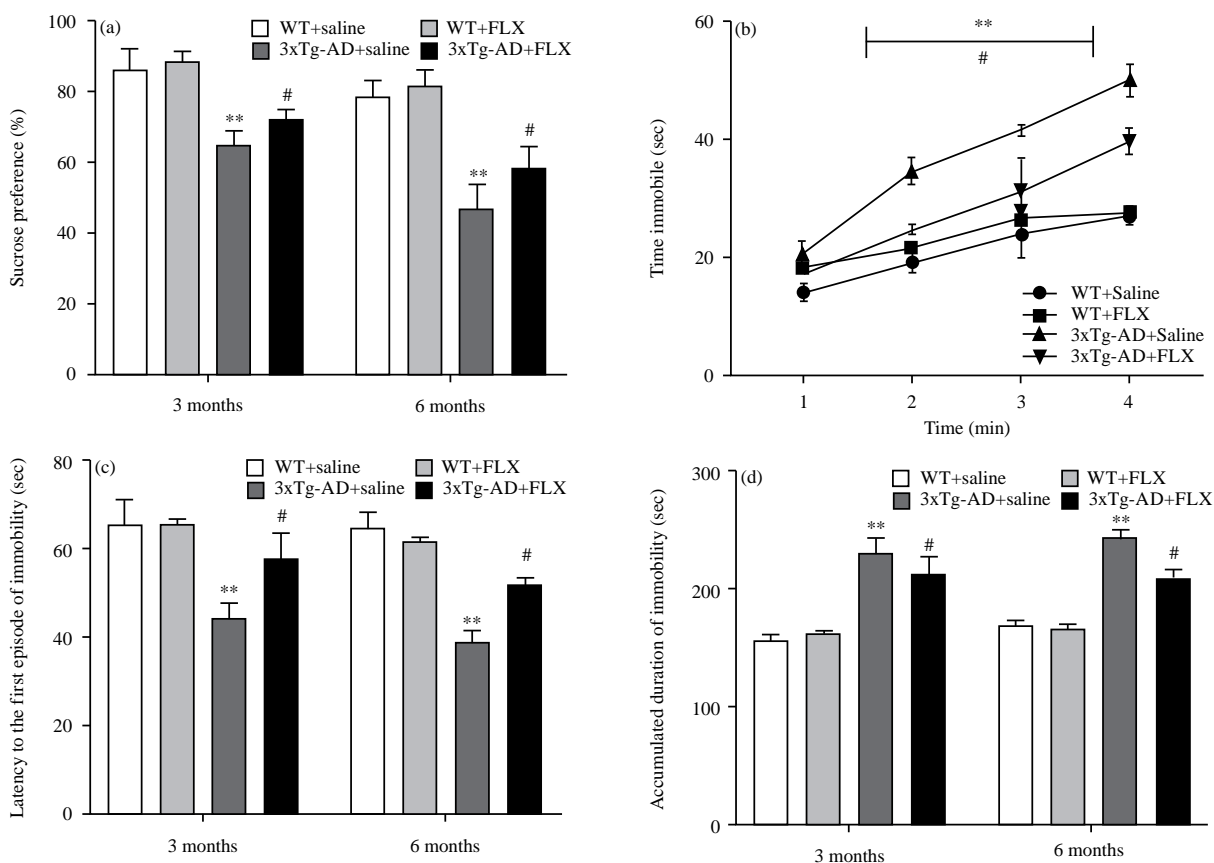 (a)
WT+saline
WT+FLX
3xTg-AD+saline
3xTg-AD+FLX
Sucrose preference (%)
100
80
60
40
20
0
**
#
**
#
3 months
6 months
(b)
**
#
Time immobile (sec)
60
40
20
0
WT+Saline
WT+FLX
3xTg-AD+Saline
3xTg-AD+FLX
1
2
3
4
Time (min)
(c)
WT+saline
WT+FLX
3xTg-AD+saline
3xTg-AD+FLX
Latency to the first episode of immobility (sec)
80
60
40
20
0
**
#
**
#
3 months
6 months
(d)
WT+saline
WT+FLX
3xTg-AD+saline
3xTg-AD+FLX
Accumulated duration of immobility (sec)
300
200
100
0
**
#
**
#
3 months
6 months